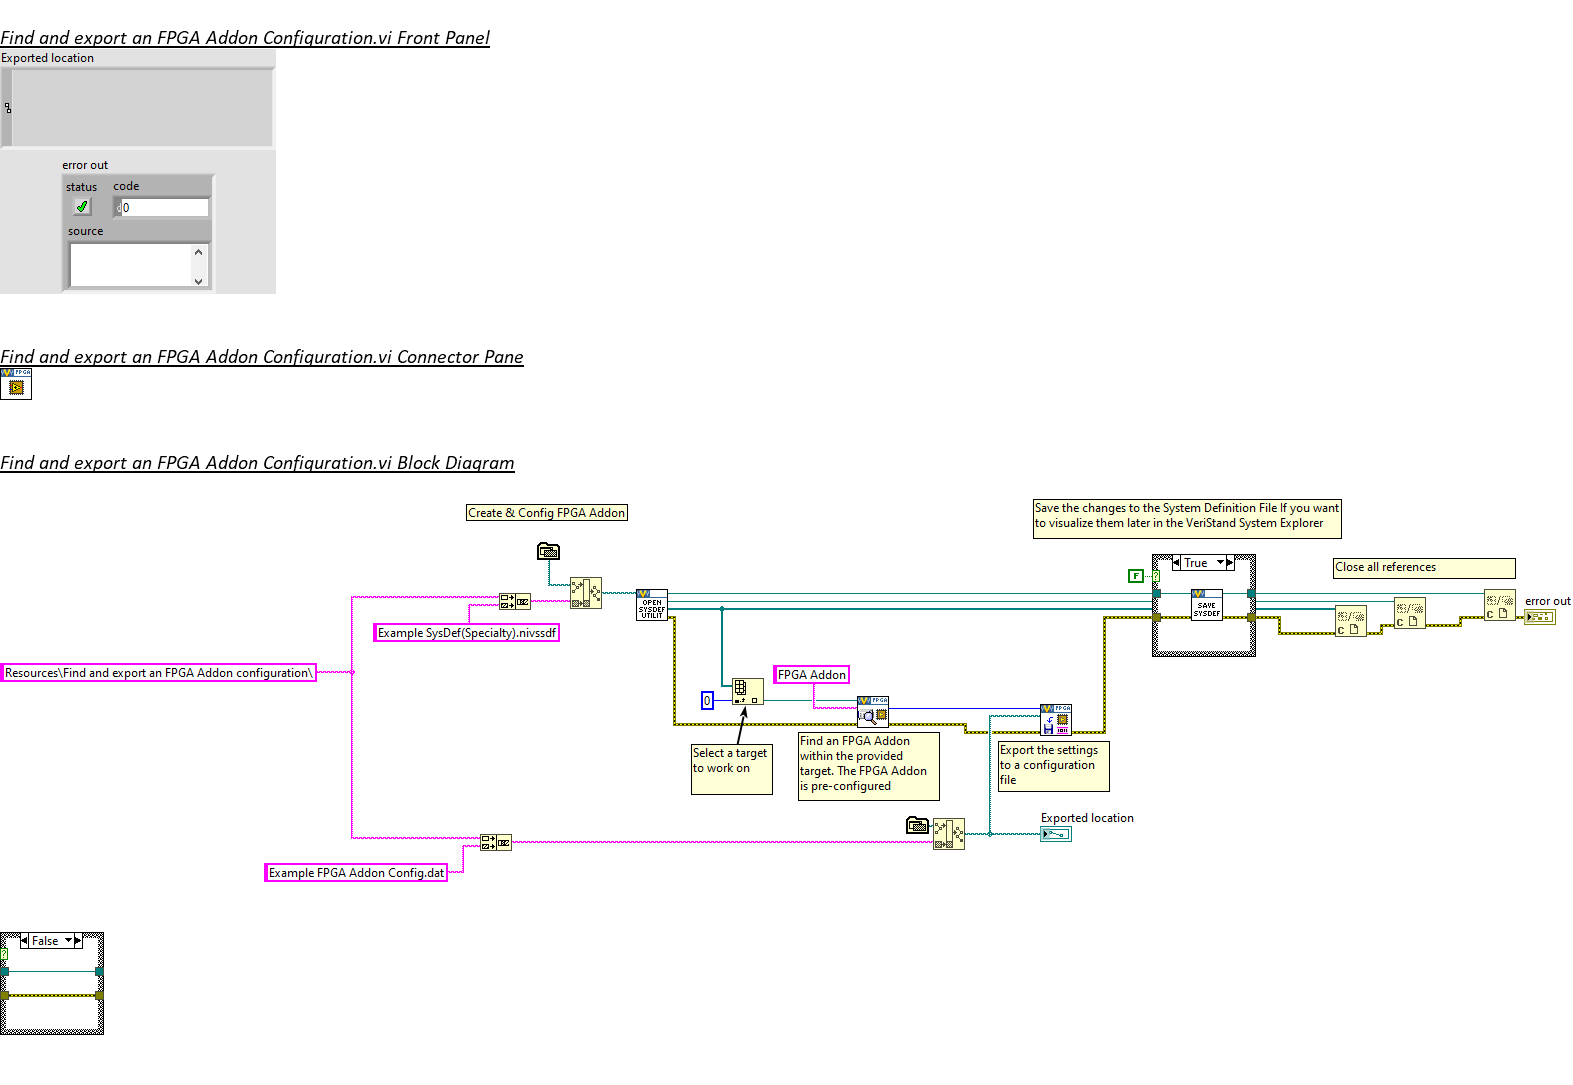 Find and export an FPGA Addon Configuration.vi Front Panel
Exported location
error out
status code
0
source
Find and export an FPGA Addon Configuration.vi Connector Pane
FPGA
Find and export an FPGA Addon Configuration.vi Block Diagram
Create & Config FPGA Addon
Save the changes to the System Definition File If you want
to visualize them later in the VeriStand System Explorer
True
Close all references
F
?
OPEN
SYSDEF
UTILIT
SAVE
SYSDEF
C
C
C
error out
Example SysDef(Specialty).nivssdf
Resources\Find and export an FPGA Addon configuration\
FPGA Addon
0
FPGA
FPGA
Select a target
to work on
Find an FPGA Addon
within the provided
target. The FPGA Addon
is pre-configured
Export the settings
to a configuration
file
Exported location
Example FPGA Addon Config.dat
False
?